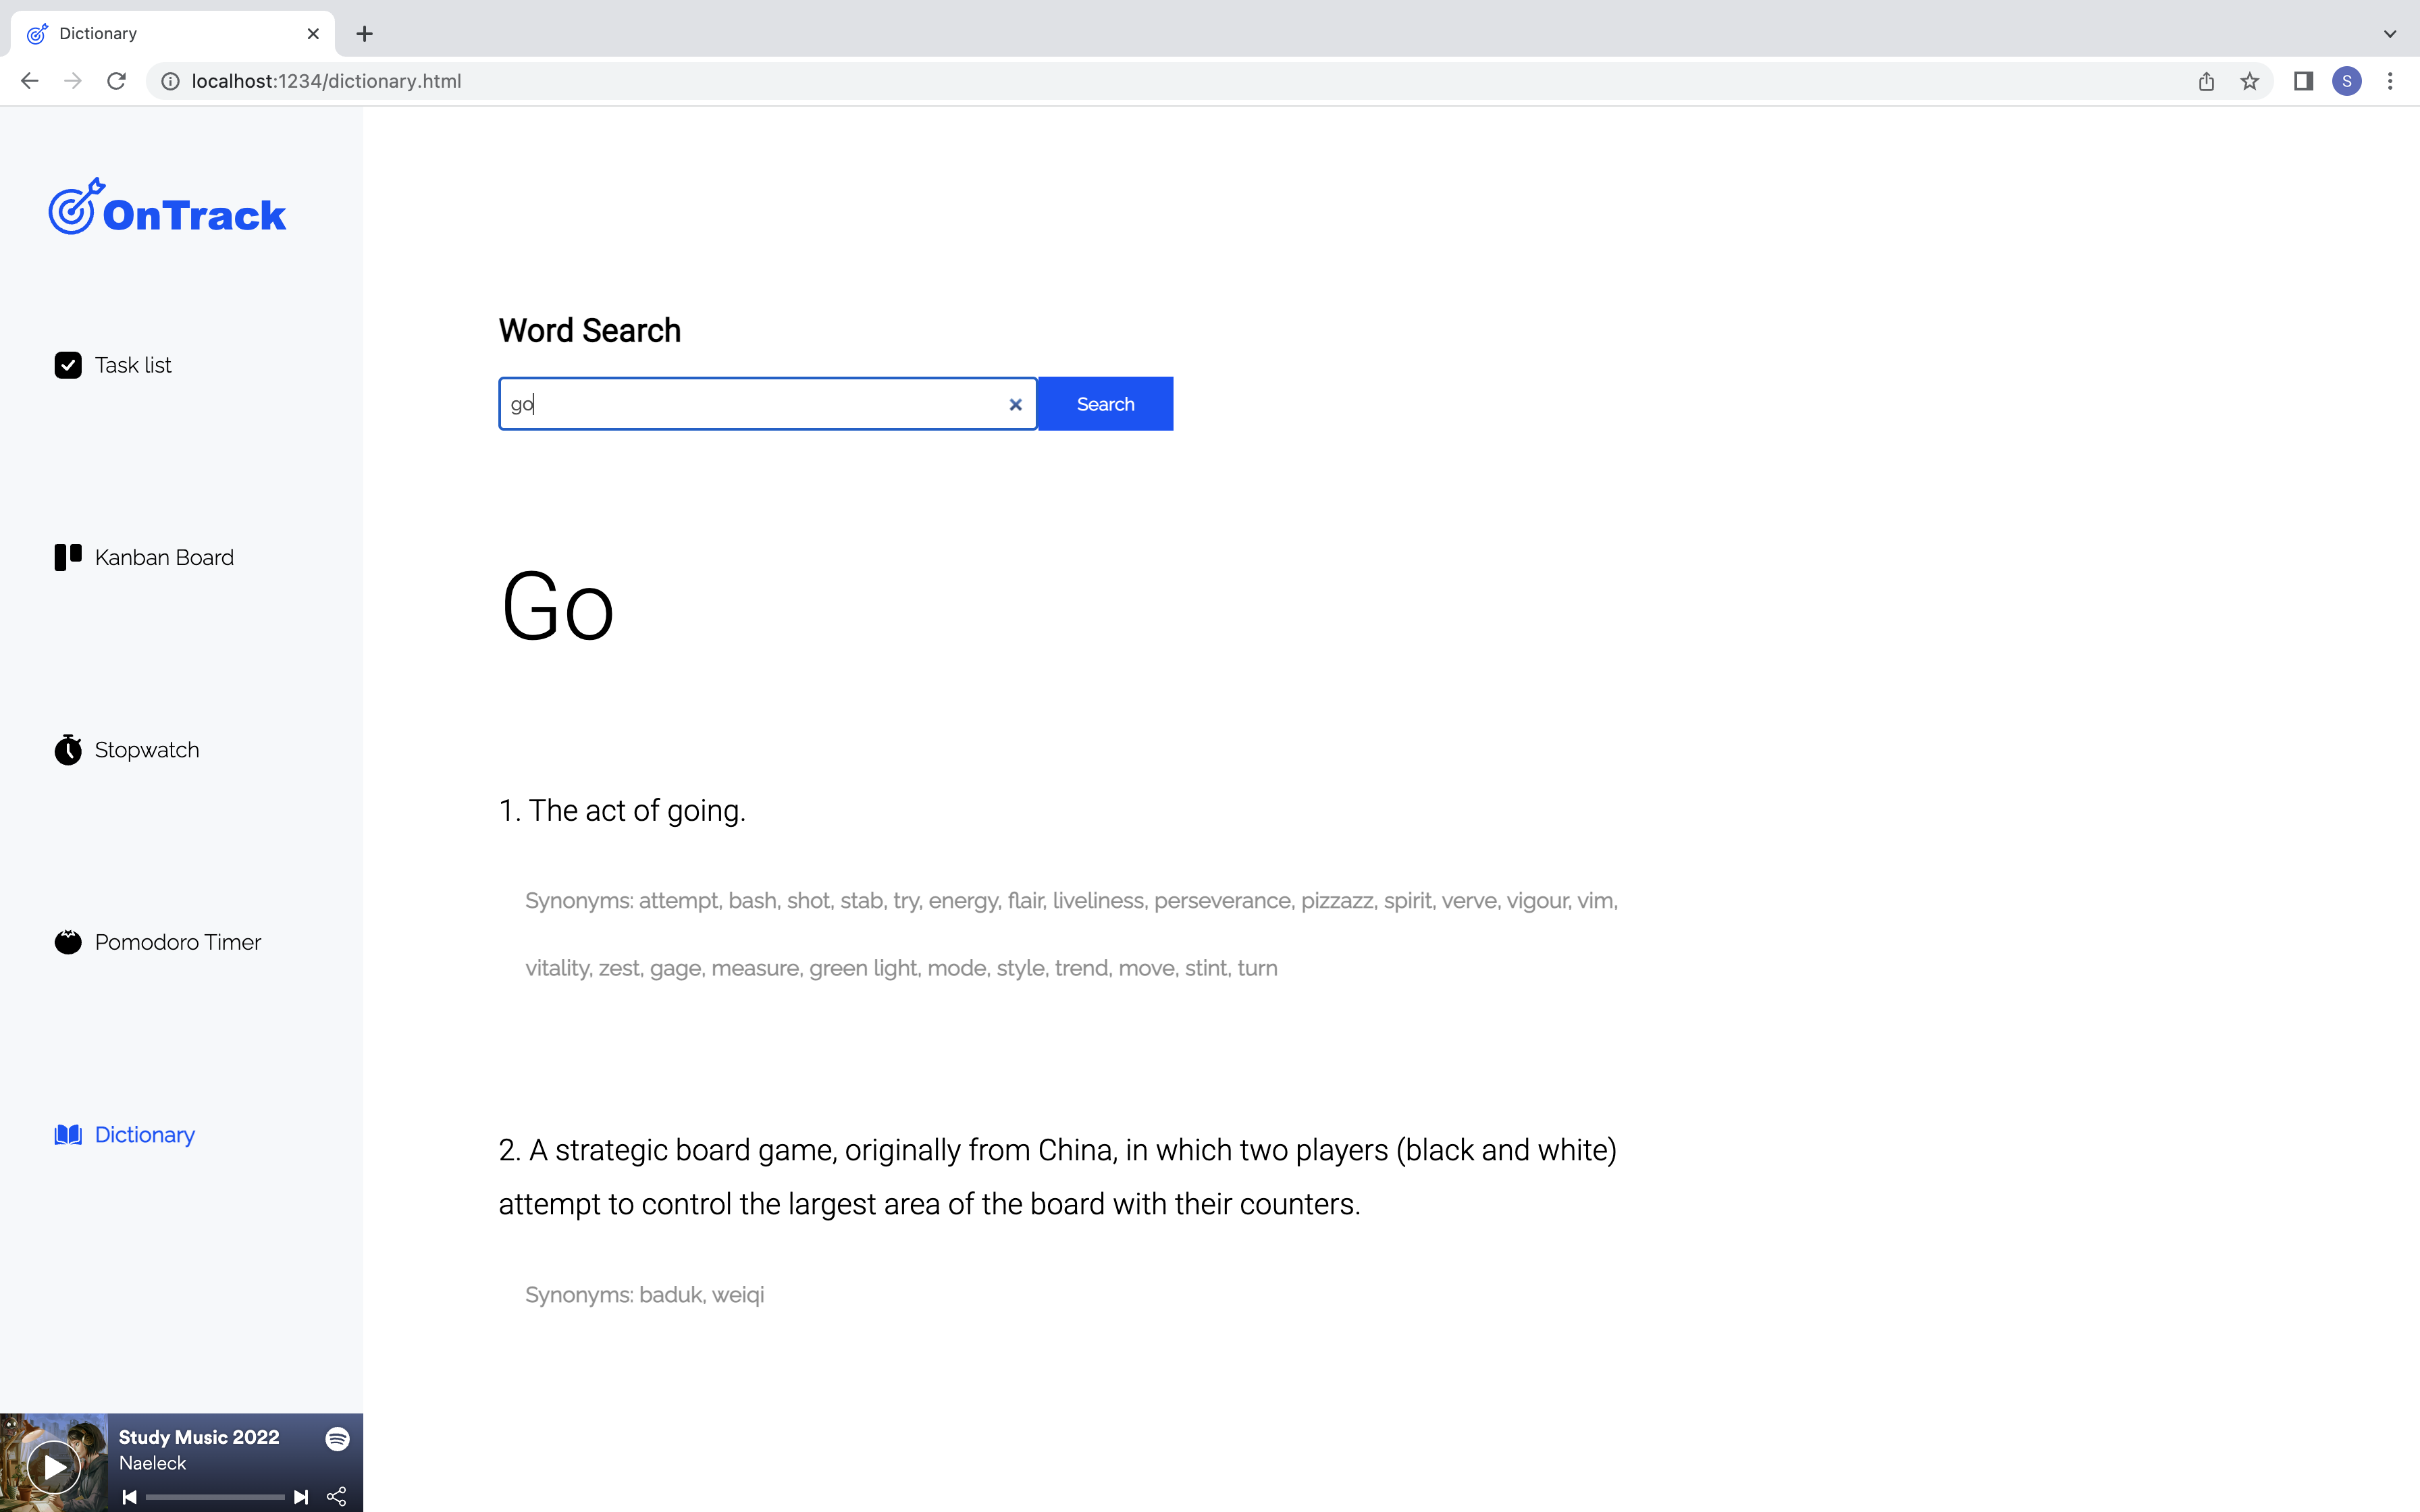 Dictionary
localhost:1234/dictionary.html
S
OnTrack
Task list
Kanban Board
Stopwatch
Pomodoro Timer
Dictionary
Study Music 2022
Naeleck
Word Search
go
Search
Go
1. The act of going.
Synonyms: attempt, bash, shot, stab, try, energy, flair, liveliness, perseverance, pizzazz, spirit, verve, vigour, vim,
vitality, zest, gage, measure, green light, mode, style, trend, move, stint, turn
2. A strategic board game, originally from China, in which two players (black and white)
attempt to control the largest area of the board with their counters.
Synonyms: baduk, weiqi